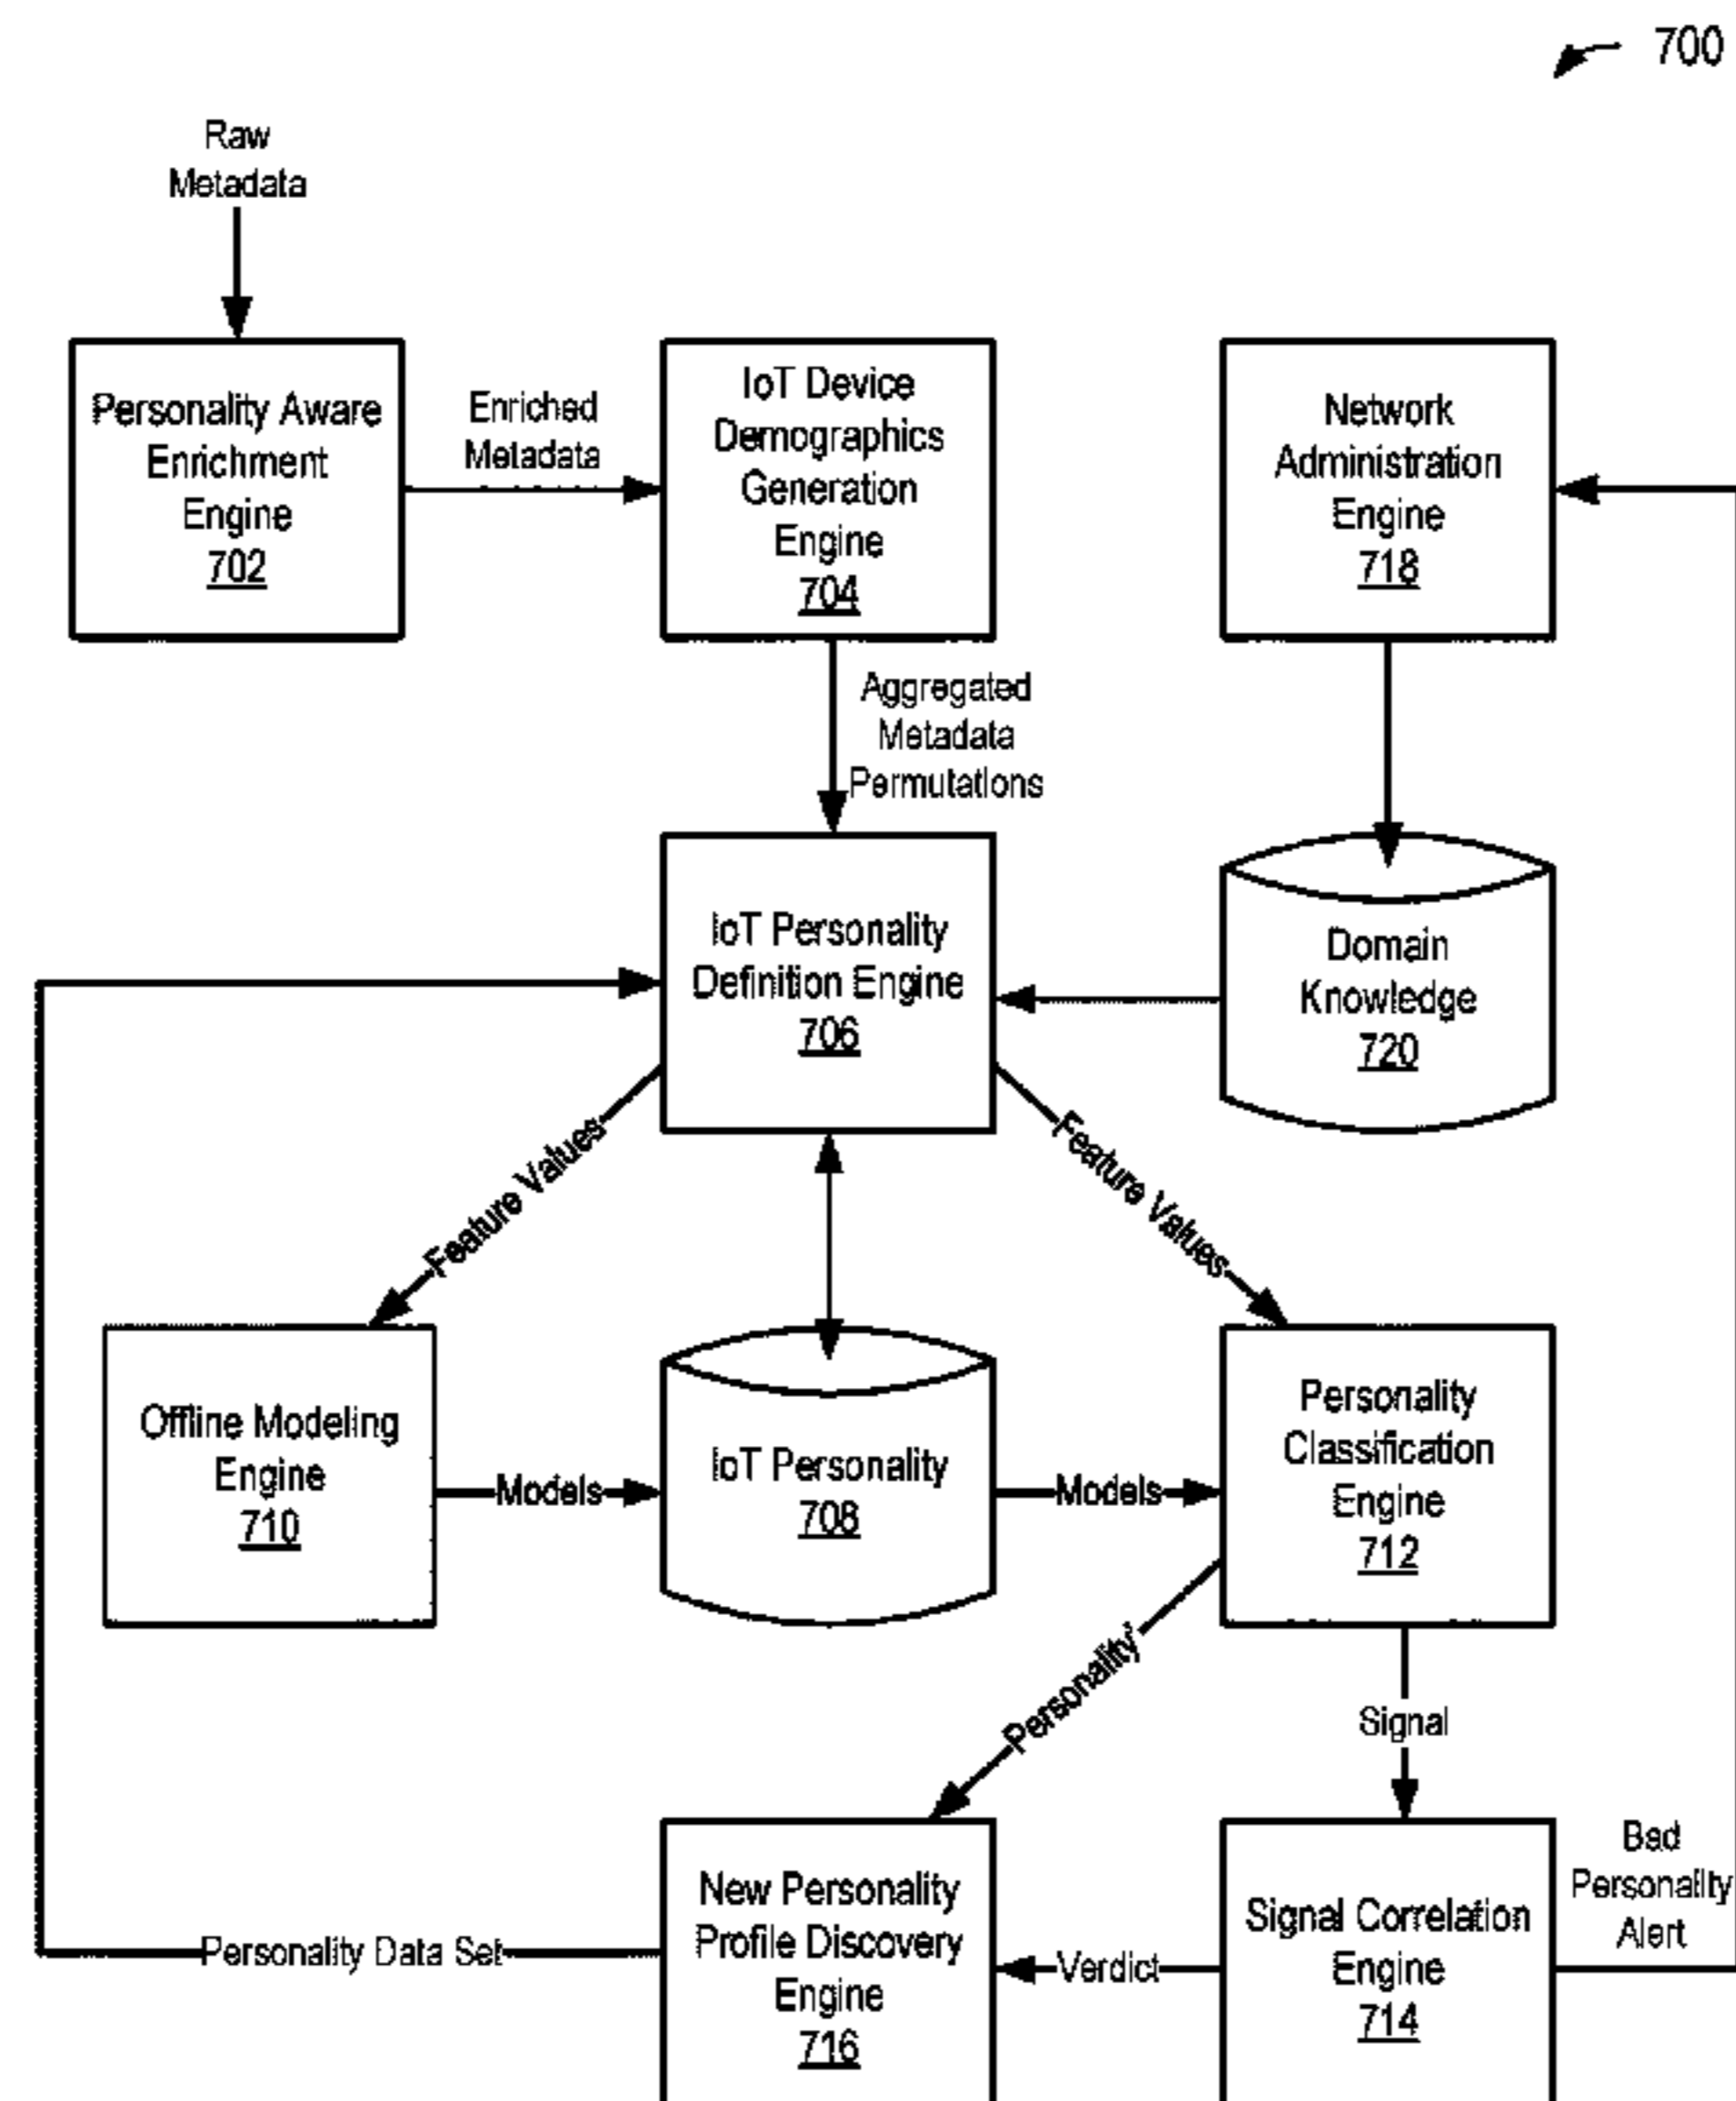 700
Raw
Metadata
Personality Aware
Enrichment
Engine
702
Enriched
Metadata
IoT Device
Demographics
Generation
Engine
704
Network
Administration
Engine
718
Aggregated
Metadata
Permutations
IoT Personality
Definition Engine
706
Domain
Knowledge
720
Feature Values
Feature Values
Offline Modeling
Engine
710
Models
IoT Personality
708
Models
Personality
Classification
Engine
712
Personality
Signal
New Personality
Profile Discovery
Engine
716
Personality Data Set
Verdict
Signal Correlation
Engine
714
Bad
Personality
Alert